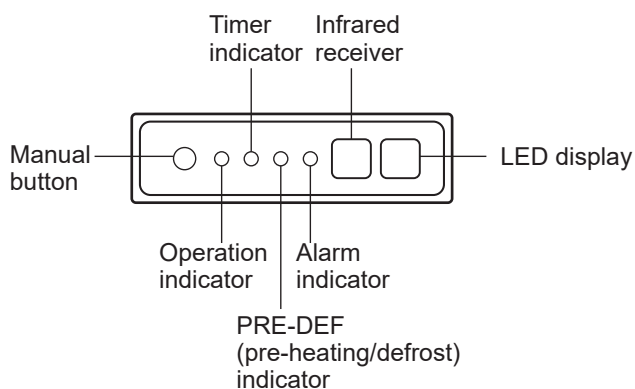 Timer
indicator
Infrared
receiver
Manual
button
LED display
Operation
indicator
Alarm
indicator
PRE-DEF
(pre-heating/defrost)
indicator